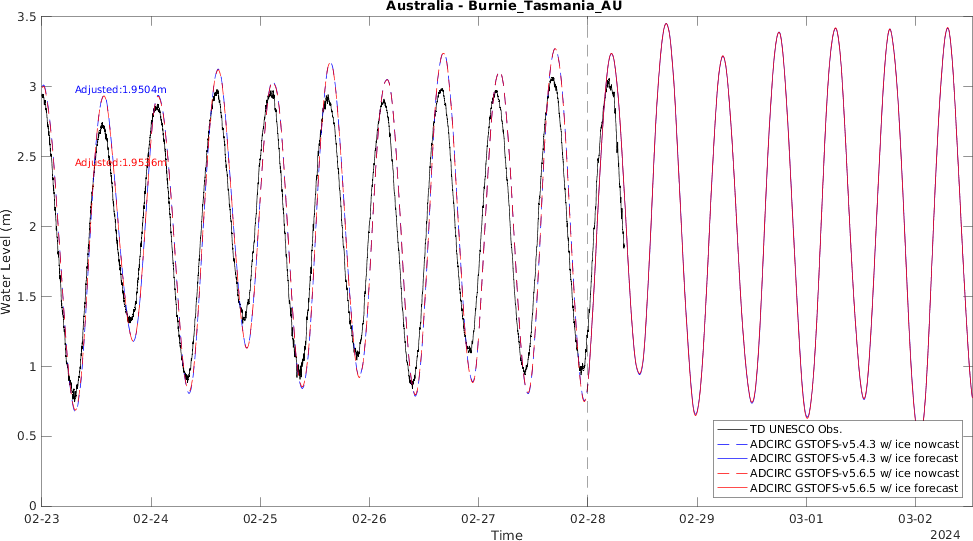 Australia - Burnie_Tasmania_AU
3.5
3
2.5
2
1.5
1
0.5
0
Water Level (m)
Adjusted:1.9504m
Adjusted:1.9536m
TD UNESCO Obs.
ADCIRC GSTOFS-v5.4.3 w/ ice nowcast
ADCIRC GSTOFS-v5.4.3 w/ ice forecast
ADCIRC GSTOFS-v5.6.5 w/ ice nowcast
ADCIRC GSTOFS-v5.6.5 w/ ice forecast
02-23 02-24 02-25 02-26 02-27 02-28 02-29 03-01 03-02
Time
2024